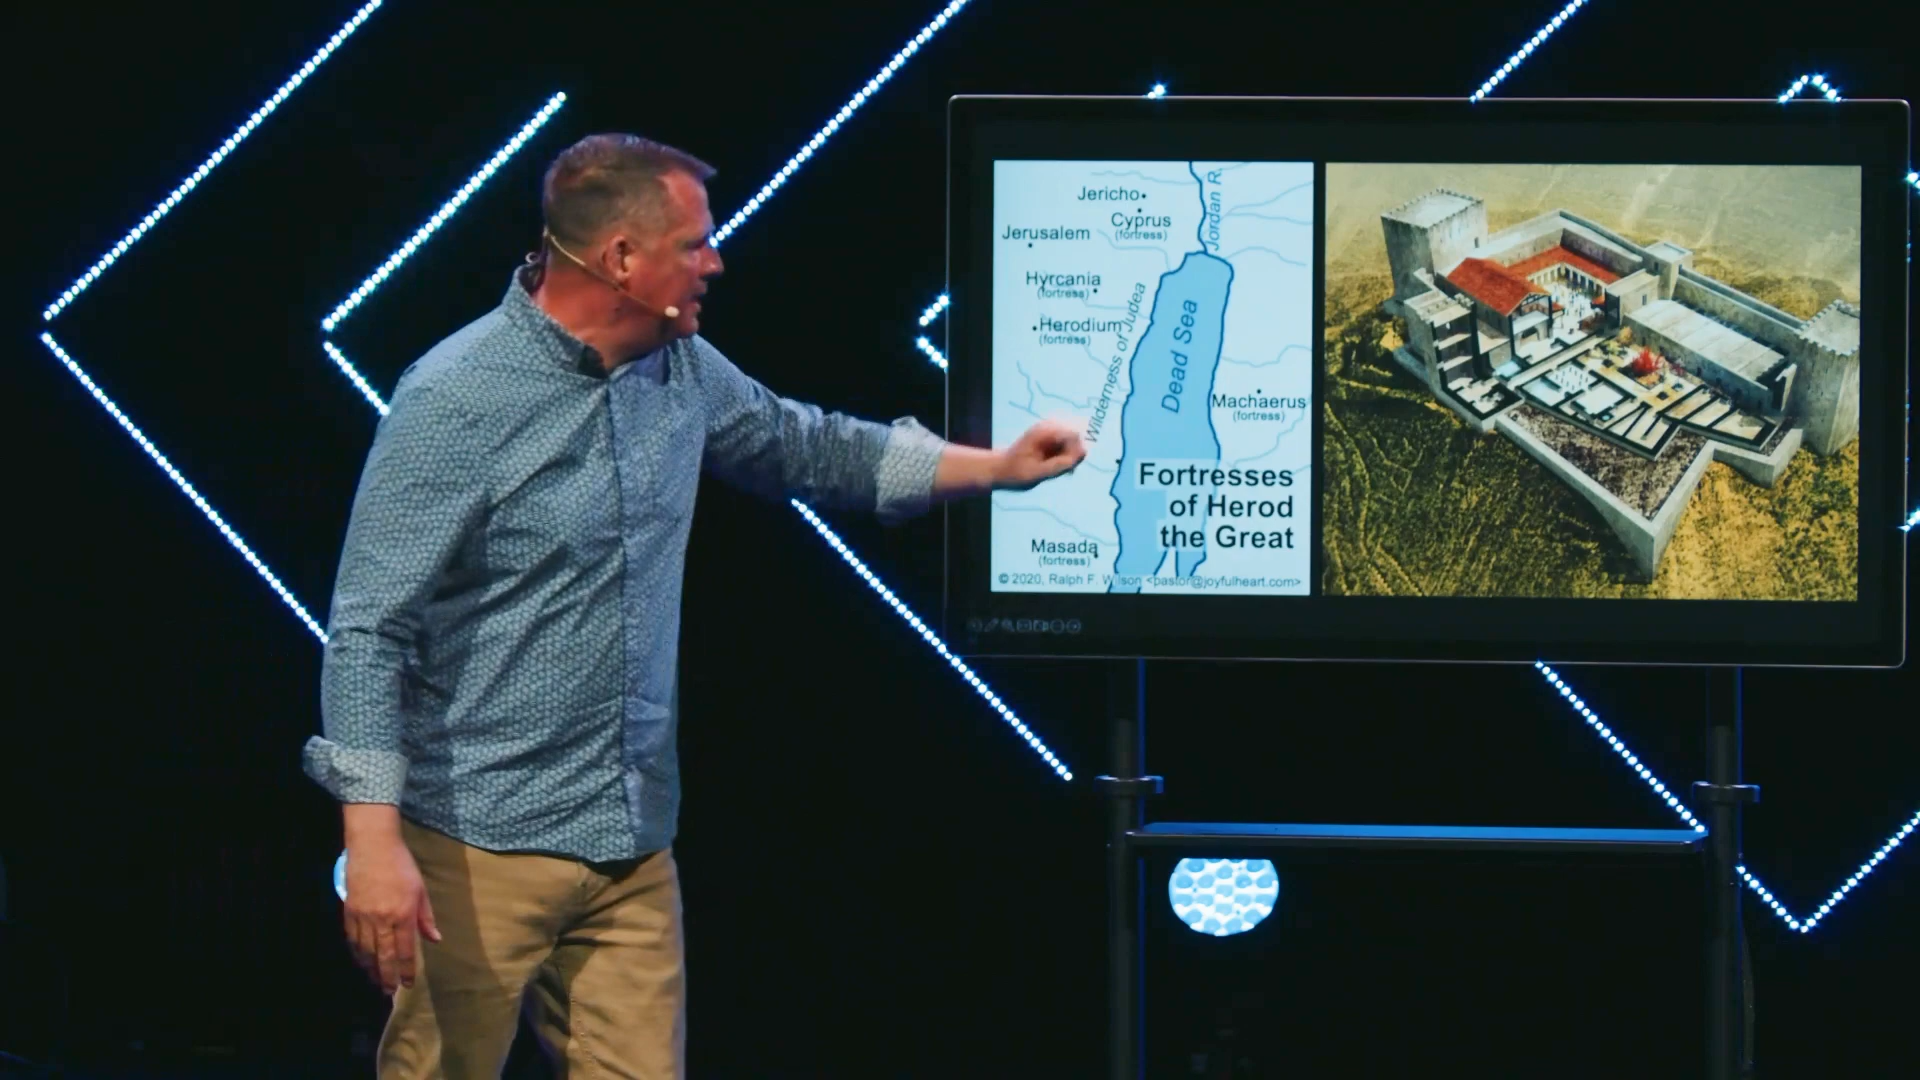 Jordan R.
Jericho
Cyprus
(fortress)
Jerusalem
Hyrcania
(fortress)
Wilderness of Judea
Herodium
(fortress)
Dead Sea
Machaerus
(fortress)
Fortresses
of Herod
the Great
Masada
(fortress)
© 2020, Ralph F. Wilson <pastor@joyfulheart.com>